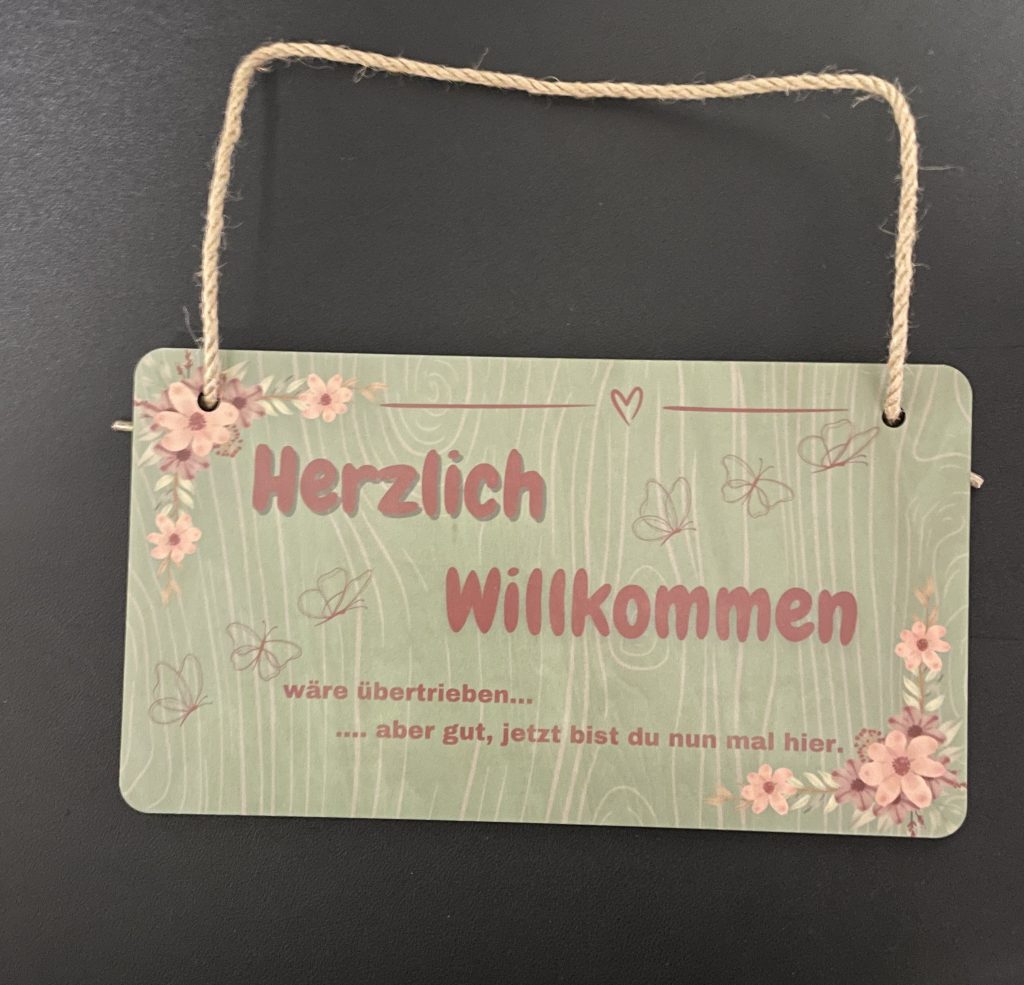 Herzlich
Willkommen
wäre übertrieben...
.... aber gut, jetzt bist du nun mal hier.